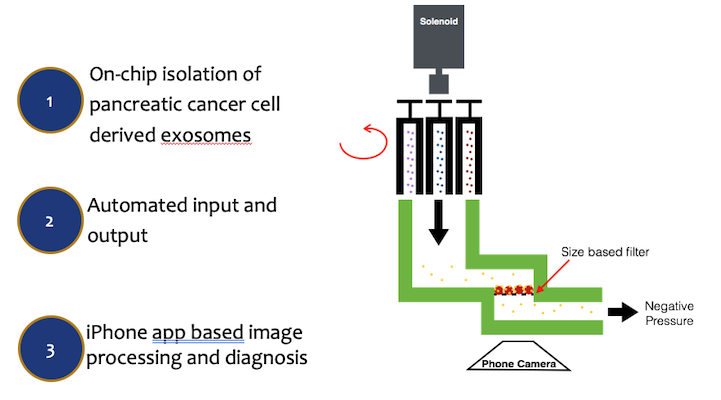 1
On-chip isolation of
pancreatic cancer cell
derived exosomes
2
Automated input and
output
3
iPhone app based image
processing and diagnosis
Solenoid
Size based filter
Negative
Pressure
Phone Camera